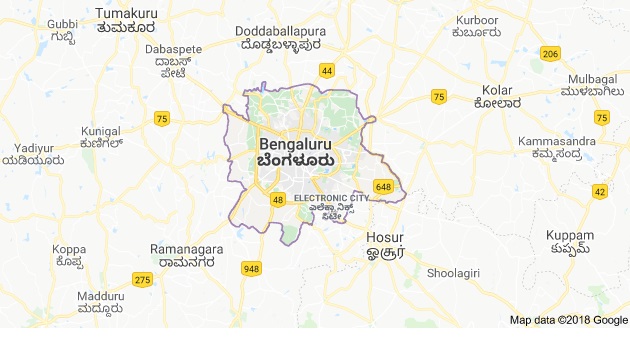 Gubbi
ಗುಬ್ಬಿ
Tumakuru
ತುಮಕೂರ
Dabaspete
ದಾಬಸ್
ಪೇಟೆ
Doddaballapura
ದೊಡ್ಡಬಳ್ಳಾಪುರ
Kurboor
ಕುರ್ಬೂರು
44
206
75
Kolar
ಕೋಲಾರ
Mulbagal
ಮುಳಬಾಗಿಲು
75
75
Kunigal
ಕುಣಿಗಲ್
Yadiyur
ಯಡಿಯೂರು
Bengaluru
ಬೆಂಗಳೂರು
Kammasandra
ಕಮ್ಮಸಂದ್ರ
648
42
48
ELECTRONIC CITY
ಎಲೆಕ್ಟ್ರಾನಿಕ್ಸ್
ಸಿಟೀ
Koppa
ಕೊಪ್ಪ
Ramanagara
ರಾಮನಗರ
Hosur
Kuppam
కుప్పమ్
948
275
Shoolagiri
Madduru
ಮದ್ದೂರು
Map data ©2018 Google